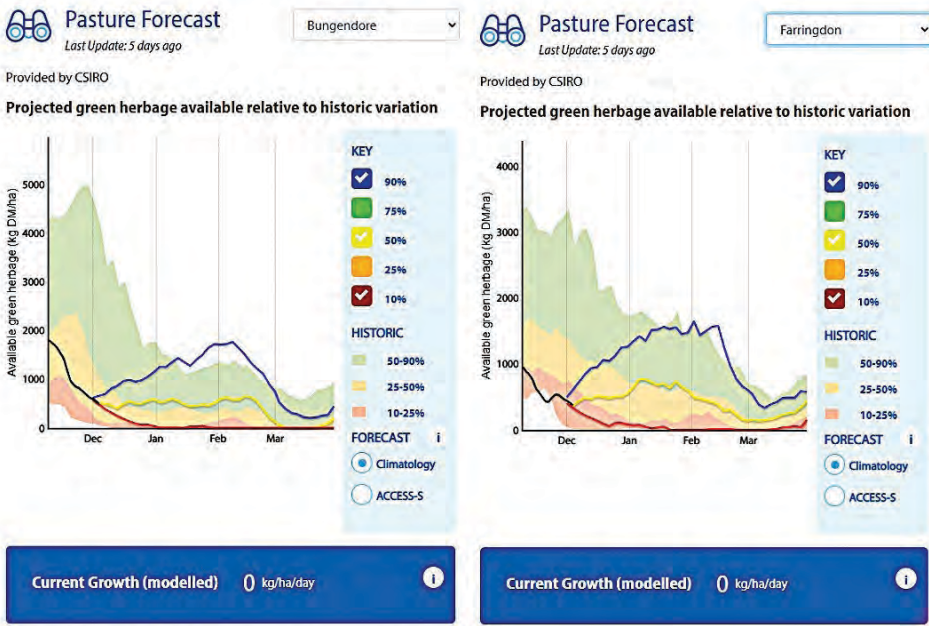 Pasture Forecast
Bungendore
Last Update: 5 days ago
Provided by CSIRO
Projected green herbage available relative to historic variation
Available green herbage (kg DM/ha)
5000
4000
3000
2000
1000
0
Dec Jan Feb Mar
KEY
90%
75%
50%
25%
10%
HISTORIC
50-90%
25-50%
10-25%
FORECAST i
Climatology
ACCESS-S
Current Growth (modelled) 0 kg/ha/day i
Pasture Forecast
Farringdon
Last Update: 5 days ago
Provided by CSIRO
Projected green herbage available relative to historic variation
Available green herbage (kg DM/ha)
4000
3000
2000
1000
0
Dec Jan Feb Mar
KEY
90%
75%
50%
25%
10%
HISTORIC
50-90%
25-50%
10-25%
FORECAST i
Climatology
ACCESS-S
Current Growth (modelled) 0 kg/ha/day i